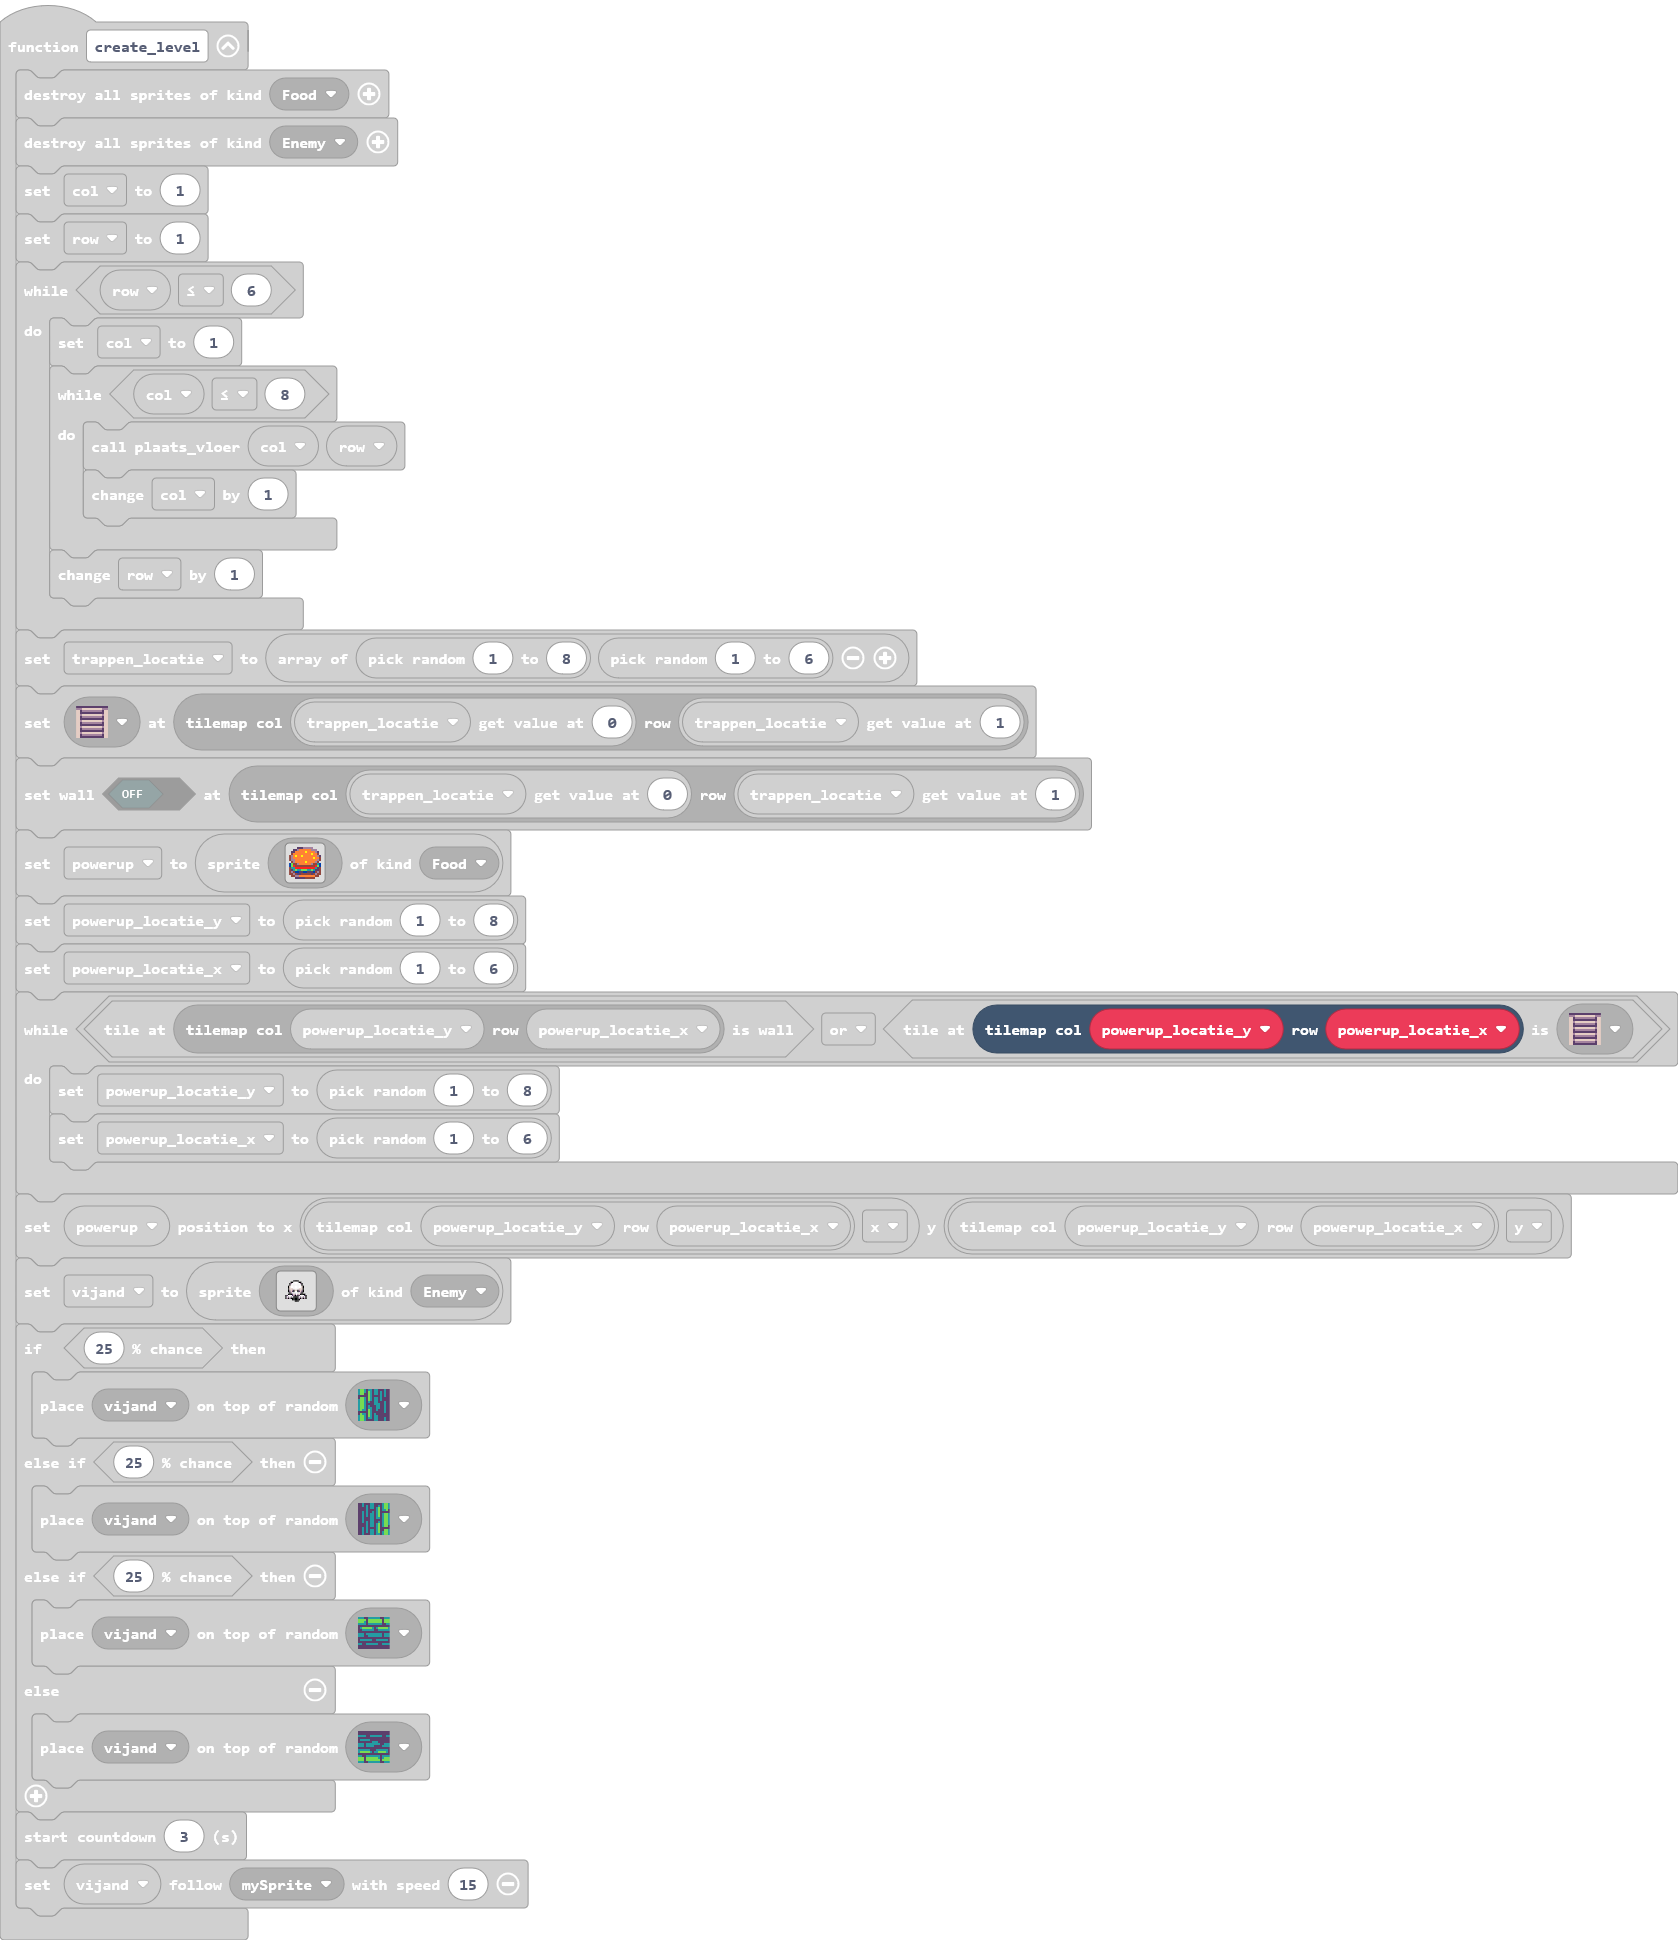 function create_level
destroy all sprites of kind Food
destroy all sprites of kind Enemy
set col to 1
set row to 1
while row ≤ 6
do
set col to 1
while col ≤ 8
do
call plaats_vloer col row
change col by 1
change row by 1
set trappen_locatie to array of pick random 1 to 8 pick random 1 to 6
set at tilemap col trappen_locatie get value at 0 row trappen_locatie get value at 1
set wall OFF at tilemap col trappen_locatie get value at 0 row trappen_locatie get value at 1
set powerup to sprite of kind Food
set powerup_locatie_y to pick random 1 to 8
set powerup_locatie_x to pick random 1 to 6
while tile at tilemap col powerup_locatie_y row powerup_locatie_x is wall or tile at tilemap col powerup_locatie_y row powerup_locatie_x is
do
set powerup_locatie_y to pick random 1 to 8
set powerup_locatie_x to pick random 1 to 6
set powerup position to x tilemap col powerup_locatie_y row powerup_locatie_x x y tilemap col powerup_locatie_y row powerup_locatie_x y
set vijand to sprite of kind Enemy
if 25 % chance then
place vijand on top of random
else if 25 % chance then
place vijand on top of random
else if 25 % chance then
place vijand on top of random
else
place vijand on top of random
start countdown 3 (s)
set vijand follow mySprite with speed 15